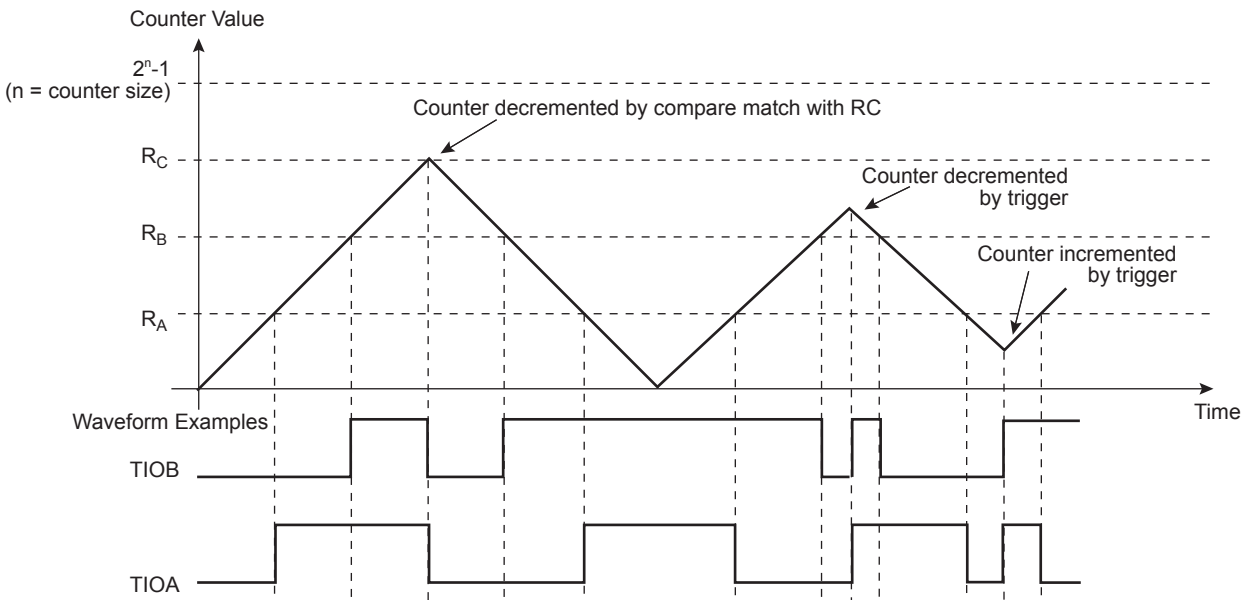 Counter Value
2ⁿ-1
(n = counter size)
Counter decremented by compare match with RC
R_C
Counter decremented
by trigger
R_B
Counter incremented
by trigger
R_A
Time
Waveform Examples
TIOB
TIOA